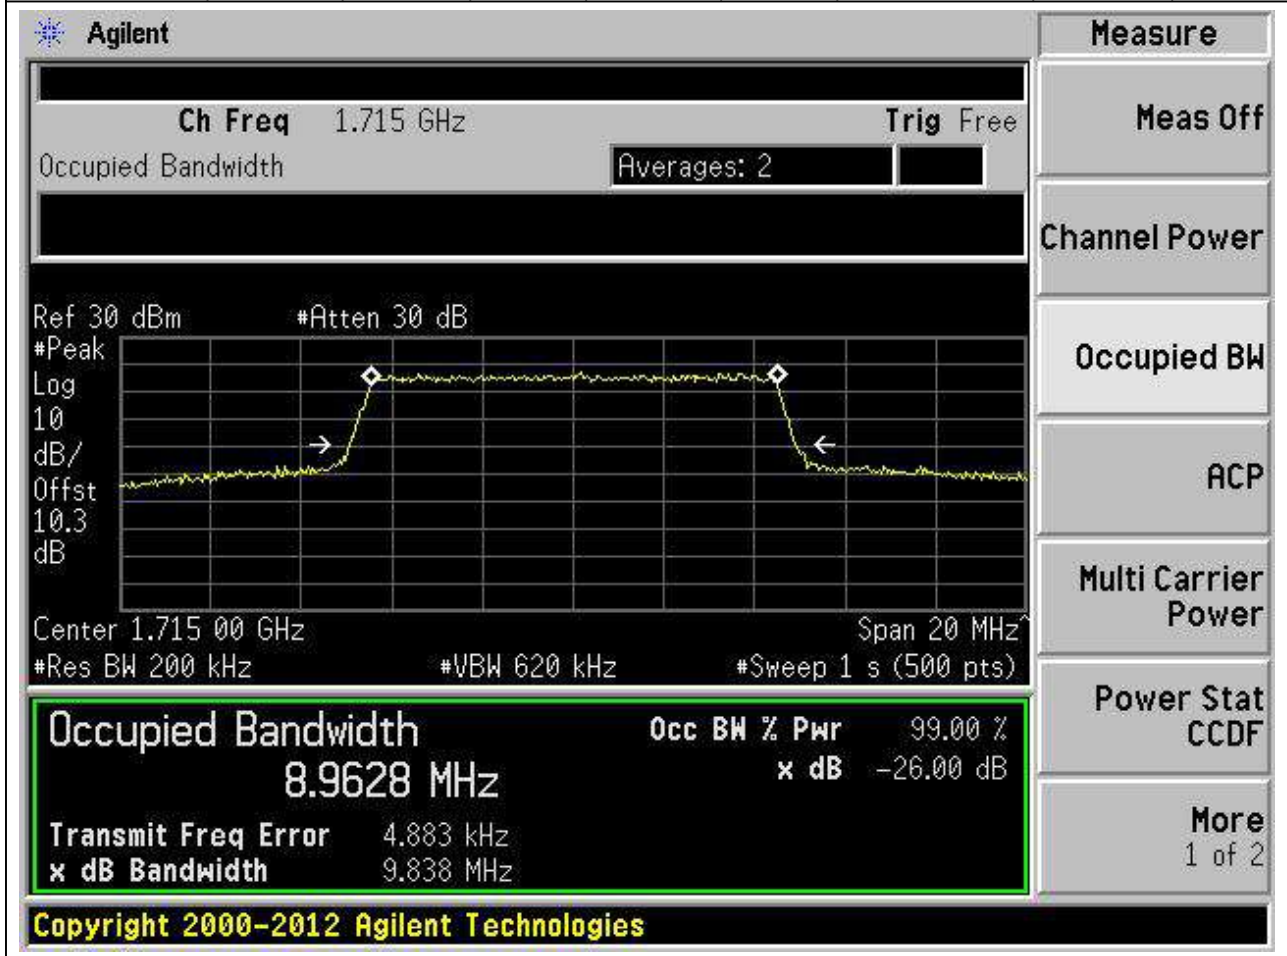 Agilent
Measure
Ch Freq 1.715 GHz Trig Free
Occupied Bandwidth Averages: 2
Meas Off
Channel Power
Occupied BW
ACP
Multi Carrier
Power
Power Stat
CCDF
More
1 of 2
Ref 30 dBm #Atten 30 dB
#Peak
Log
10
dB/
Offst
10.3
dB
Center 1.715 00 GHz Span 20 MHz^
#Res BW 200 kHz #VBW 620 kHz #Sweep 1 s (500 pts)
Occupied Bandwidth Occ BW % Pwr 99.00 %
8.9628 MHz x dB -26.00 dB
Transmit Freq Error 4.883 kHz
x dB Bandwidth 9.838 MHz
Copyright 2000-2012 Agilent Technologies